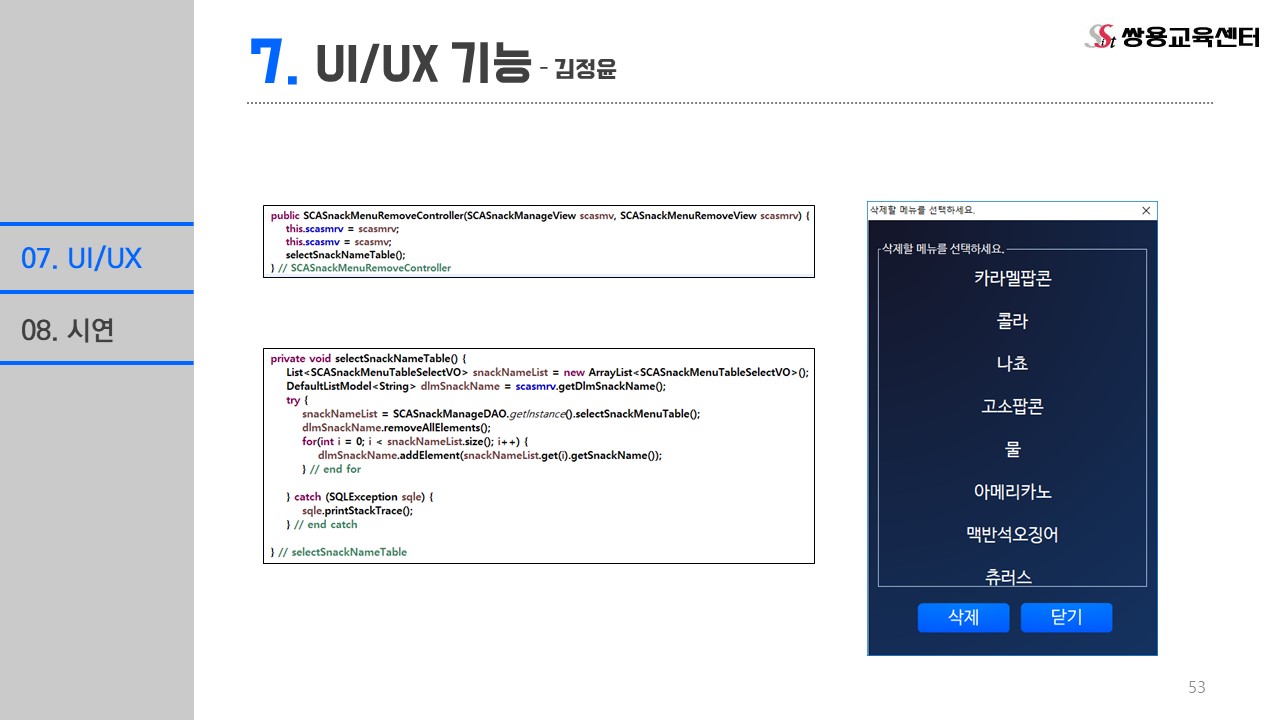 7. UI/UX 기능 - 김정윤
Sist 쌍용교육센터
07. UI/UX
08. 시연
public SCASnackMenuRemoveController(SCASnackManageView scasmv, SCASnackMenuRemoveView scasmrv) {
this.scasmrv = scasmrv;
this.scasmv = scasmv;
selectSnackNameTable();
} // SCASnackMenuRemoveController
private void selectSnackNameTable() {
List<SCASnackMenuTableSelectVO> snackNameList = new ArrayList<SCASnackMenuTableSelectVO>();
DefaultListModel<String> dlmSnackName = scasmrv.getDlmSnackName();
try {
snackNameList = SCASnackManageDAO.getInstance().selectSnackMenuTable();
dlmSnackName.removeAllElements();
for(int i = 0; i < snackNameList.size(); i++) {
dlmSnackName.addElement(snackNameList.get(i).getSnackName());
} // end for
} catch (SQLException sqle) {
sqle.printStackTrace();
} // end catch
} // selectSnackNameTable
삭제할 메뉴를 선택하세요.
삭제할 메뉴를 선택하세요.
카라멜팝콘
콜라
나쵸
고소팝콘
물
아메리카노
맥반석오징어
츄러스
삭제
닫기
53